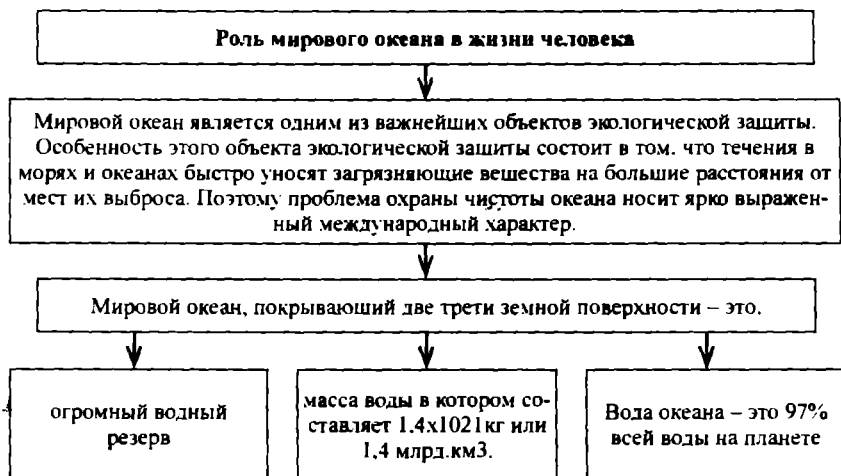 Роль мирового океана в жизни человека
Мировой океан является одним из важнейших объектов экологической защиты.
Особенность этого объекта экологической защиты состоит в том. что течения в
морях и океанах быстро уносят загрязняющие вещества на большие расстояния от
мест их выброса. Поэтому проблема охраны чистоты океана носит ярко выражен-
ный международный характер.
Мировой океан, покрывающий две трети земной поверхности – это.
огромный водный
резерв
масса воды в котором со-
ставляет 1,4х1021кг или
1,4 млрд.км3.
Вода океана – это 97%
всей воды на планете